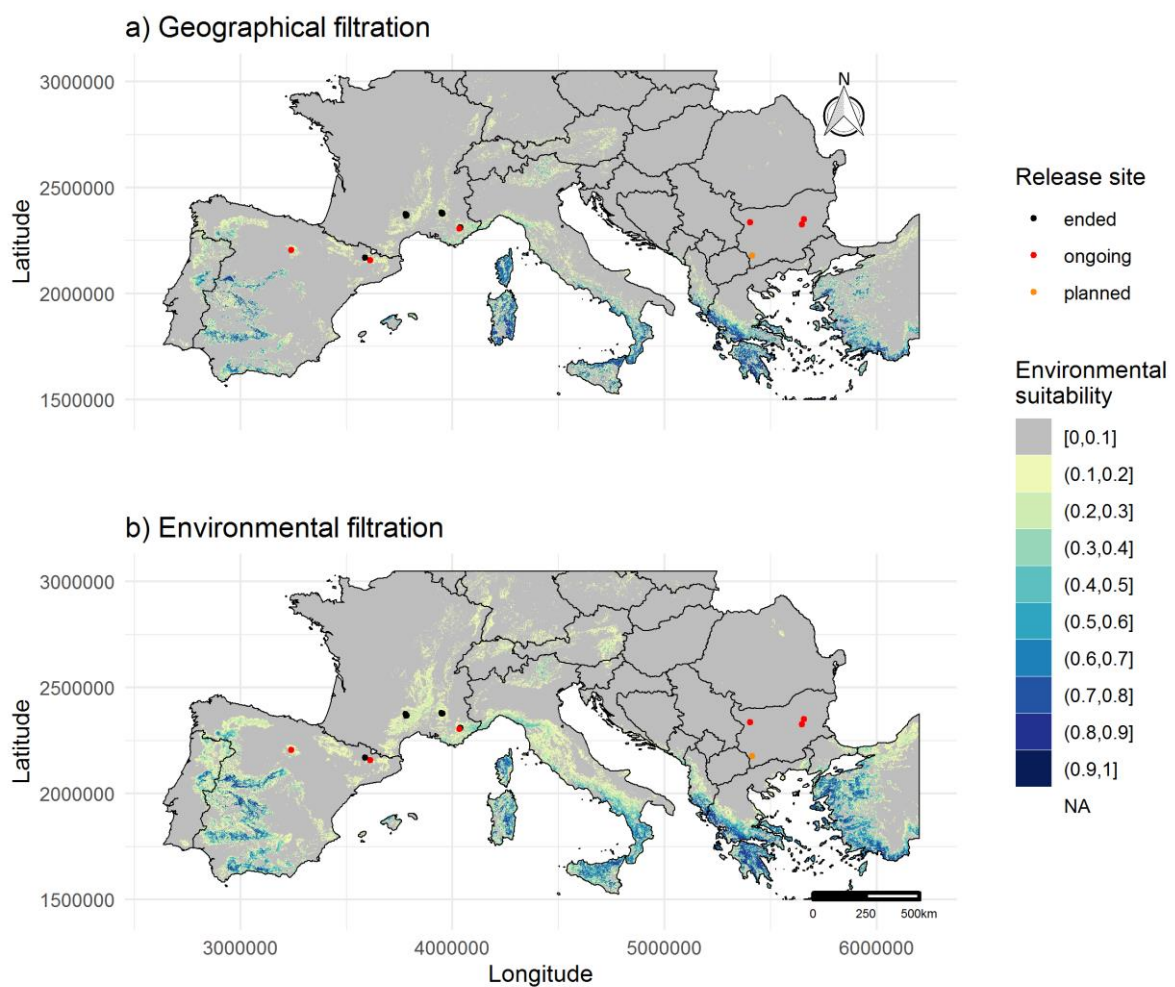 a) Geographical filtration
N
3000000
2500000
2000000
1500000
Latitude
Release site
ended
ongoing
planned
Environmental
suitability
[0,0.1]
(0.1,0.2]
(0.2,0.3]
(0.3,0.4]
(0.4,0.5]
(0.5,0.6]
(0.6,0.7]
(0.7,0.8]
(0.8,0.9]
(0.9,1]
NA
b) Environmental filtration
3000000
2500000
2000000
1500000
Latitude
0 250 500km
3000000 4000000 5000000 6000000
Longitude